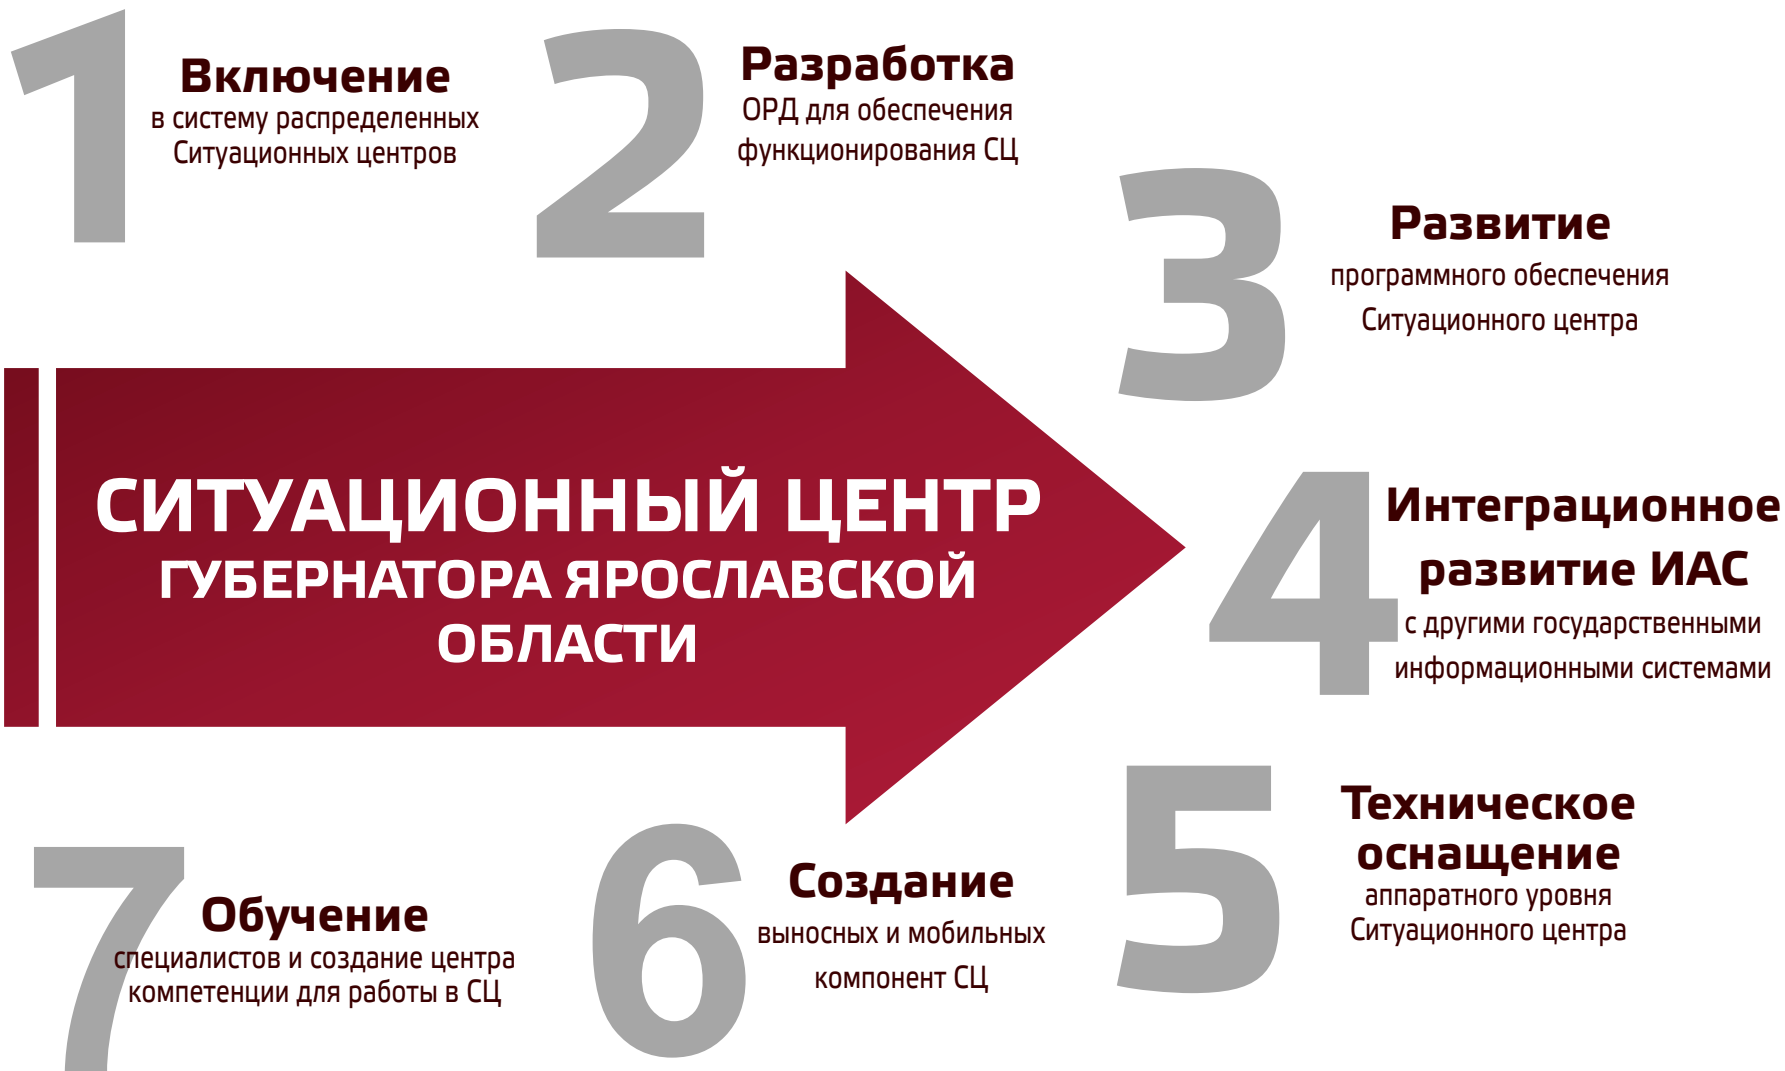 1
Включение
в систему распределенных
Ситуационных центров
2
Разработка
ОРД для обеспечения
функционирования СЦ
3
Развитие
программного обеспечения
Ситуационного центра
СИТУАЦИОННЫЙ ЦЕНТР
ГУБЕРНАТОРА ЯРОСЛАВСКОЙ
ОБЛАСТИ
4
Интеграционное
развитие ИАС
с другими государственными
информационными системами
5
Техническое
оснащение
аппаратного уровня
Ситуационного центра
6
Создание
выносных и мобильных
компонент СЦ
7
Обучение
специалистов и создание центра
компетенции для работы в СЦ